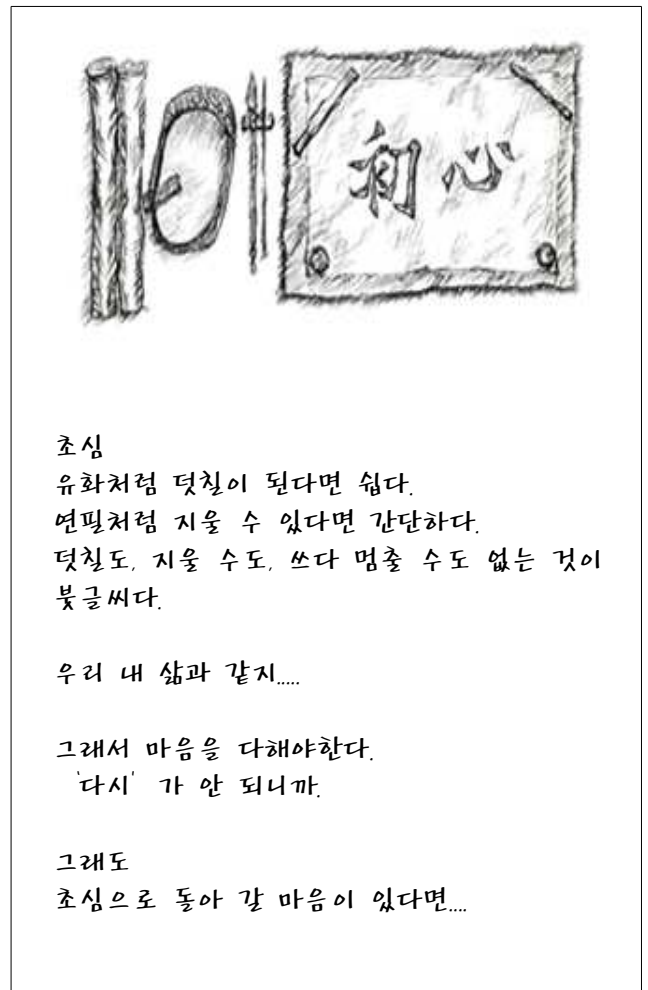 初心
초심
유화처럼 덧칠이 된다면 쉽다.
연필처럼 지울 수 있다면 간단하다.
덧칠도, 지울 수도, 쓰다 멈출 수도 없는 것이
붓글씨다.
우리 내 삶과 같지.....
그래서 마음을 다해야한다.
'다시' 가 안 되니까.
그래도
초심으로 돌아 갈 마음이 있다면....